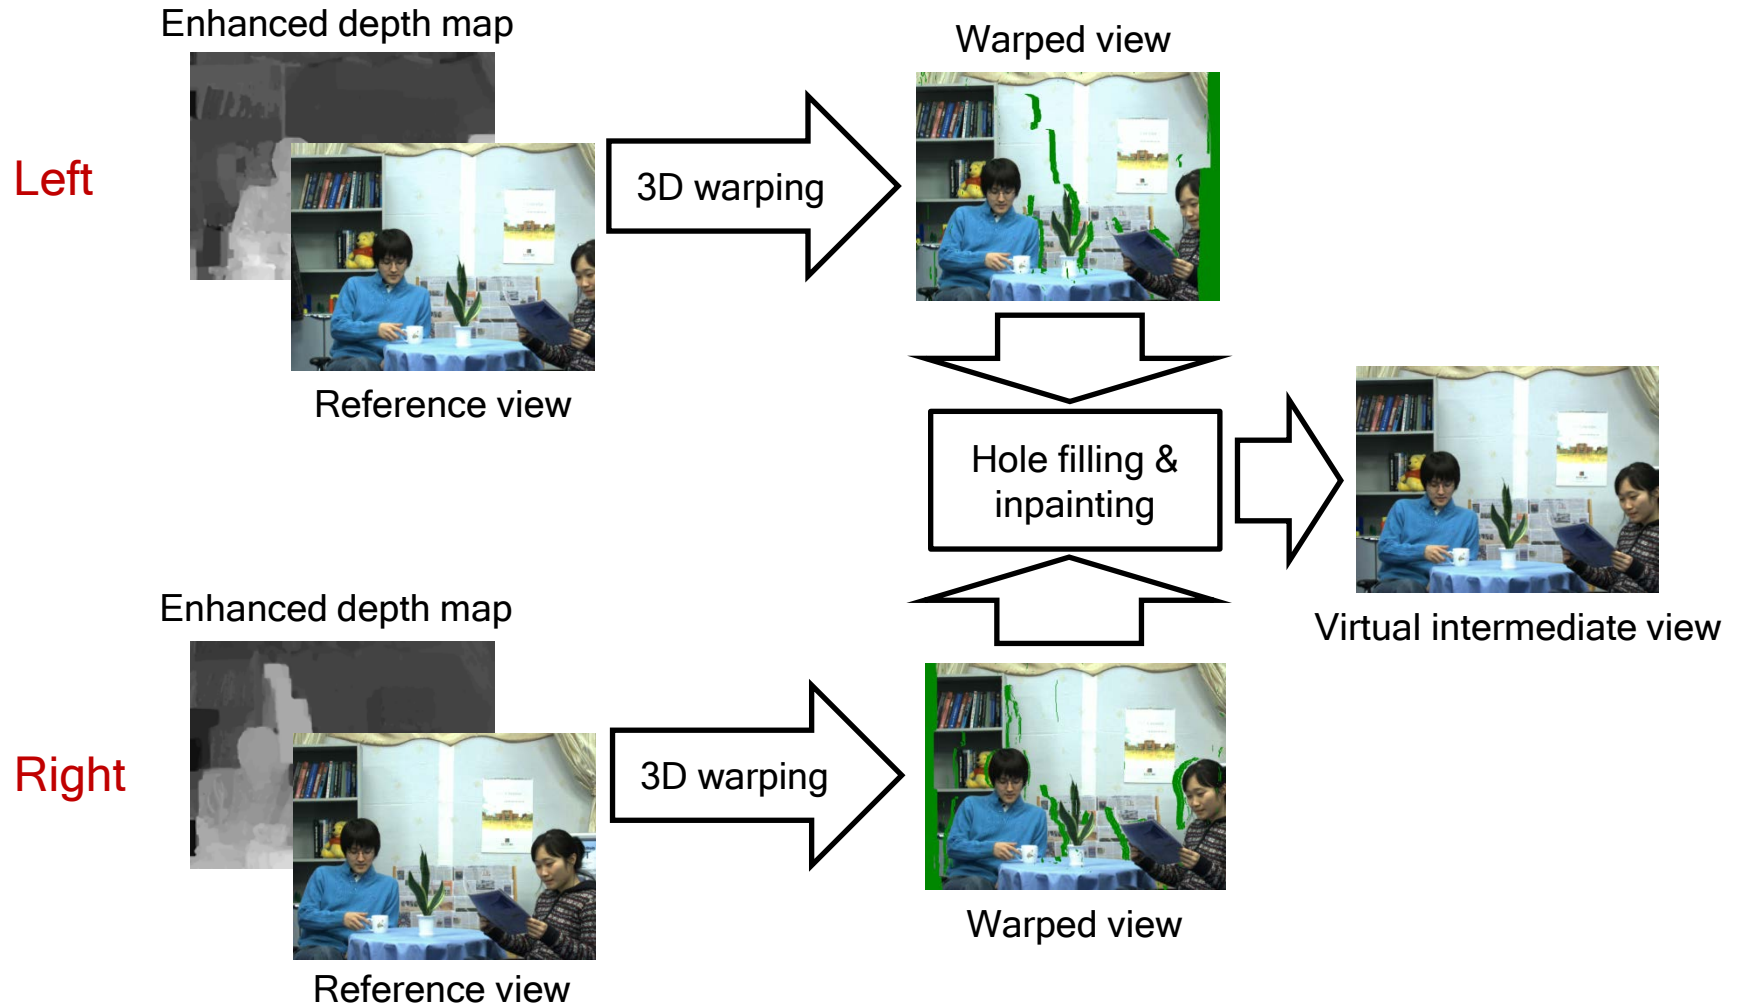 Enhanced depth map
Warped view
Left
3D warping
Reference view
Hole filling &
inpainting
Enhanced depth map
Virtual intermediate view
Right
3D warping
Warped view
Reference view